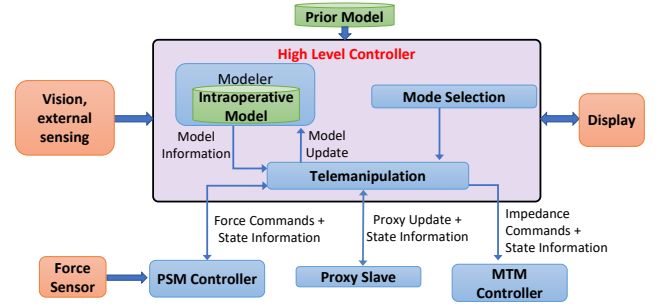 Prior Model
High Level Controller
Modeler
Intraoperative
Model
Mode Selection
Vision,
external
sensing
Display
Model
Information
Model
Update
Telemanipulation
Force Commands +
State Information
Proxy Update +
State Information
Impedance
Commands +
State Information
Force
Sensor
PSM Controller
Proxy Slave
MTM
Controller